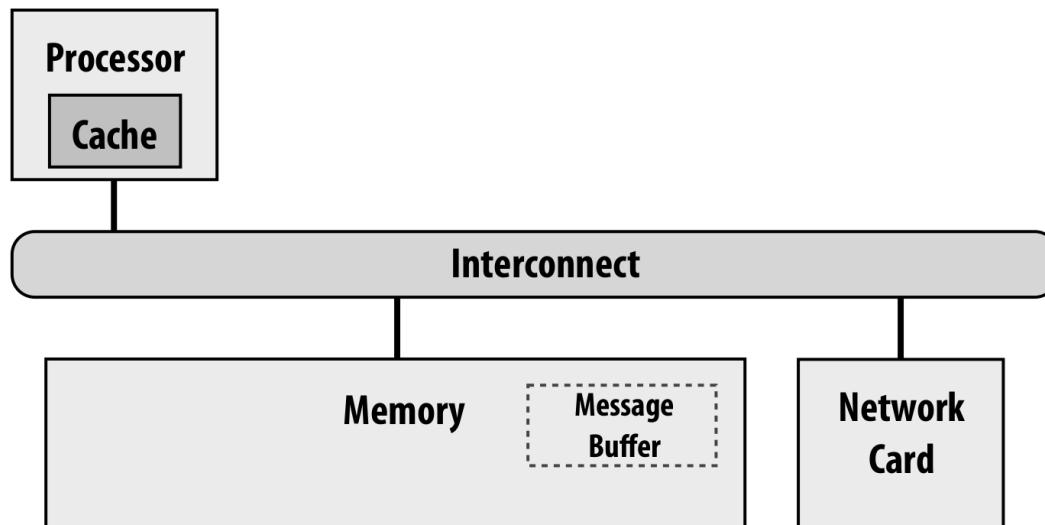 Processor
Cache
Interconnect
Memory
Message
Buffer
Network
Card